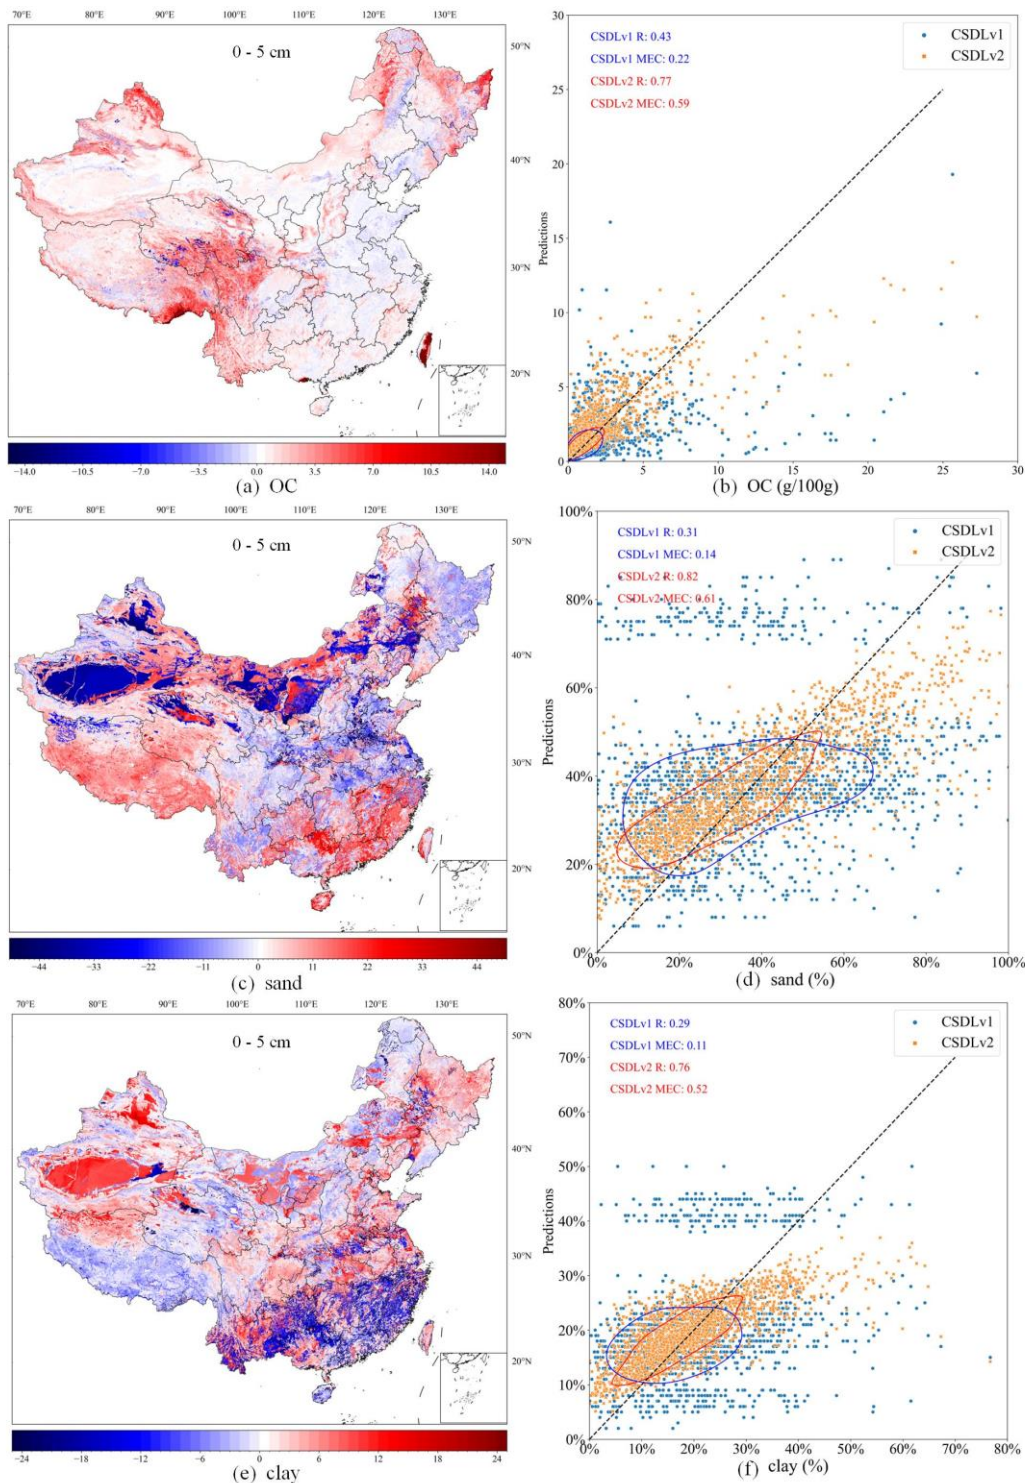 70°E 80°E 90°E 100°E 110°E 120°E 130°E
50°N
40°N
30°N
20°N
0 - 5 cm
−14.0 −10.5 −7.0 −3.5 0.0 3.5 7.0 10.5 14.0
(a) OC
CSDLv1 R: 0.43
CSDLv1 MEC: 0.22
CSDLv2 R: 0.77
CSDLv2 MEC: 0.59
CSDLv1
CSDLv2
Predictions
30
25
20
15
10
5
0
0 5 10 15 20 25 30
(b) OC (g/100g)
70°E 80°E 90°E 100°E 110°E 120°E 130°E
50°N
40°N
30°N
20°N
0 - 5 cm
−44 −33 −22 −11 0 11 22 33 44
(c) sand
CSDLv1 R: 0.31
CSDLv1 MEC: 0.14
CSDLv2 R: 0.82
CSDLv2 MEC: 0.61
CSDLv1
CSDLv2
Predictions
100%
80%
60%
40%
20%
0%
0% 20% 40% 60% 80% 100%
(d) sand (%)
70°E 80°E 90°E 100°E 110°E 120°E 130°E
50°N
40°N
30°N
20°N
0 - 5 cm
−24 −18 −12 −6 0 6 12 18 24
(e) clay
CSDLv1 R: 0.29
CSDLv1 MEC: 0.11
CSDLv2 R: 0.76
CSDLv2 MEC: 0.52
CSDLv1
CSDLv2
Predictions
80%
70%
60%
50%
40%
30%
20%
10%
0%
0% 10% 20% 30% 40% 50% 60% 70% 80%
(f) clay (%)